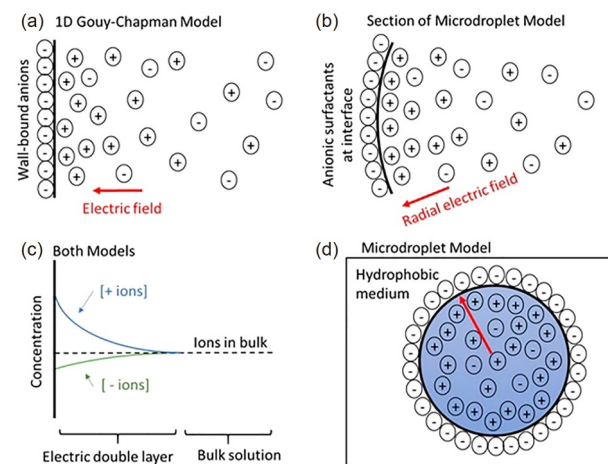 (a) 1D Gouy-Chapman Model
Wall-bound anions
Electric field
(b) Section of Microdroplet Model
Anionic surfactants
at interface
Radial electric field
(c) Both Models
Concentration
[+ ions]
Ions in bulk
[- ions]
Electric double layer
Bulk solution
(d) Microdroplet Model
Hydrophobic
medium